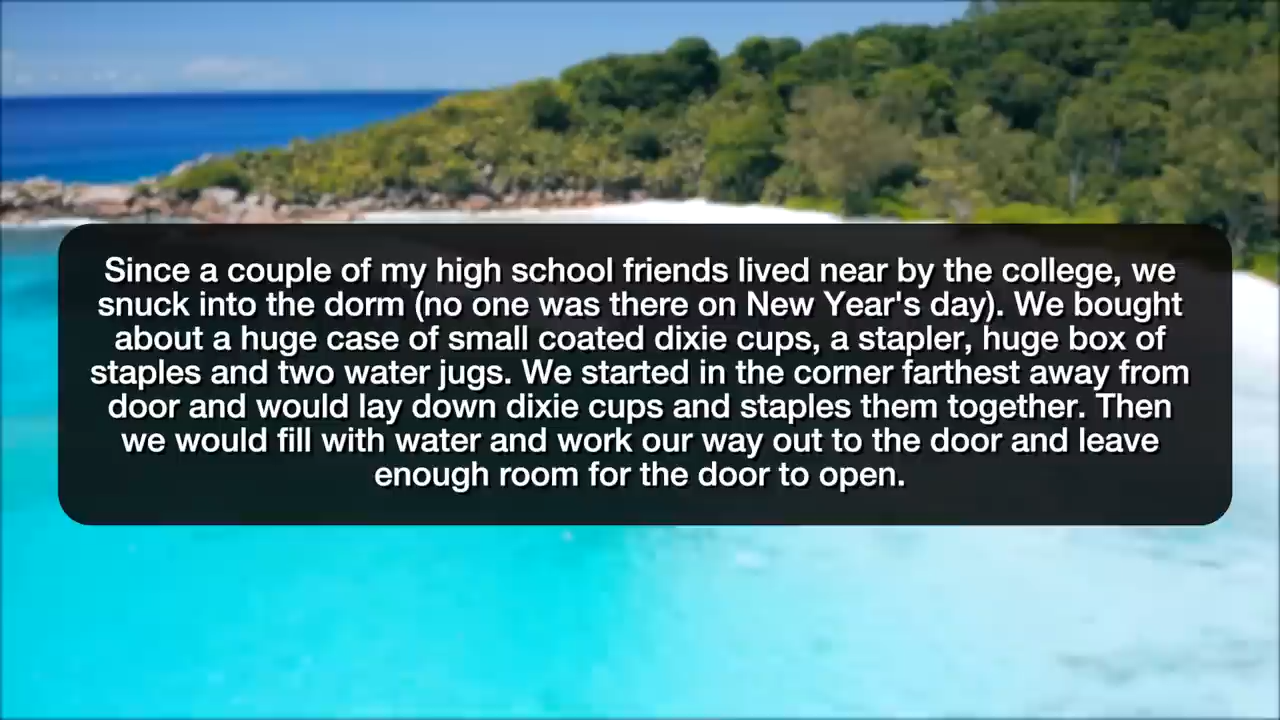 Since a couple of my high school friends lived near by the college, we
snuck into the dorm (no one was there on New Year's day). We bought
about a huge case of small coated dixie cups, a stapler, huge box of
staples and two water jugs. We started in the corner farthest away from
door and would lay down dixie cups and staples them together. Then
we would fill with water and work our way out to the door and leave
enough room for the door to open.